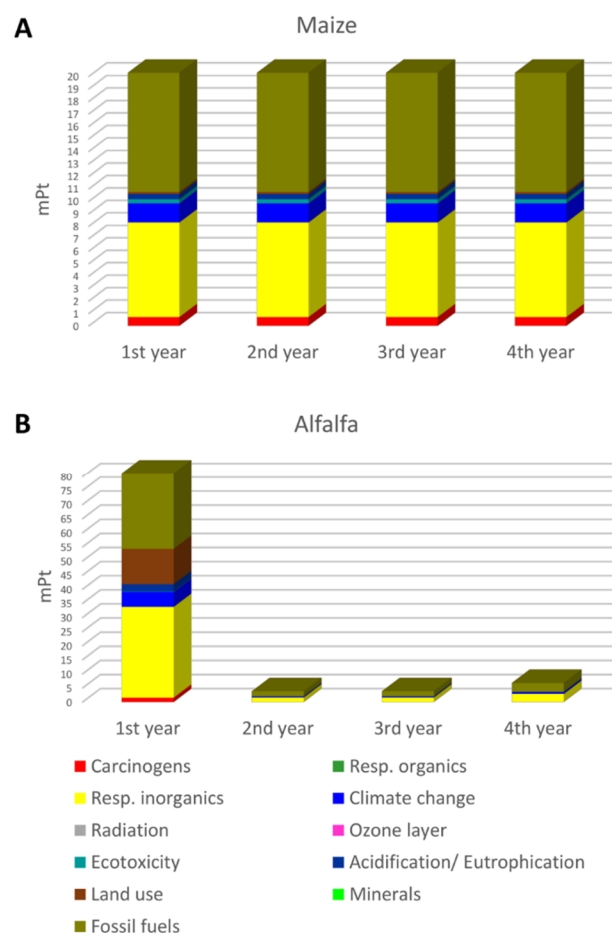 A
Maize
20
19
18
17
16
15
14
13
12
11
10
9
8
7
6
5
4
3
2
1
0
mPt
1st year 2nd year 3rd year 4th year
B
Alfalfa
80
75
70
65
60
55
50
45
40
35
30
25
20
15
10
5
0
mPt
1st year 2nd year 3rd year 4th year
Carcinogens Resp. organics
Resp. inorganics Climate change
Radiation Ozone layer
Ecotoxicity Acidification/ Eutrophication
Land use Minerals
Fossil fuels